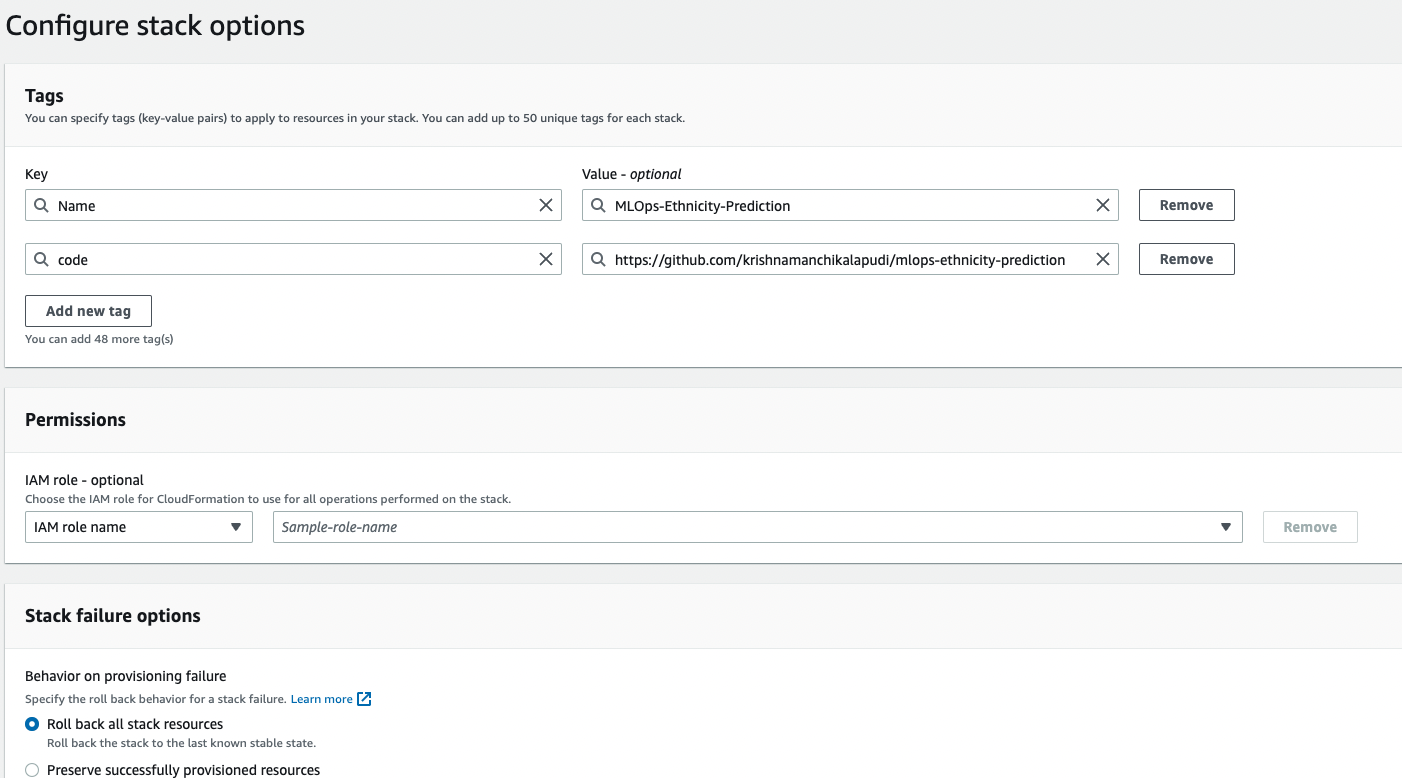 Configure stack options
Tags
You can specify tags (key-value pairs) to apply to resources in your stack. You can add up to 50 unique tags for each stack.
Key Value - optional
Name MLOps-Ethnicity-Prediction Remove
code https://github.com/krishnamanchikalapudi/mlops-ethnicity-prediction Remove
Add new tag
You can add 48 more tag(s)
Permissions
IAM role - optional
Choose the IAM role for CloudFormation to use for all operations performed on the stack.
IAM role name Sample-role-name Remove
Stack failure options
Behavior on provisioning failure
Specify the roll back behavior for a stack failure. Learn more
Roll back all stack resources
Roll back the stack to the last known stable state.
Preserve successfully provisioned resources